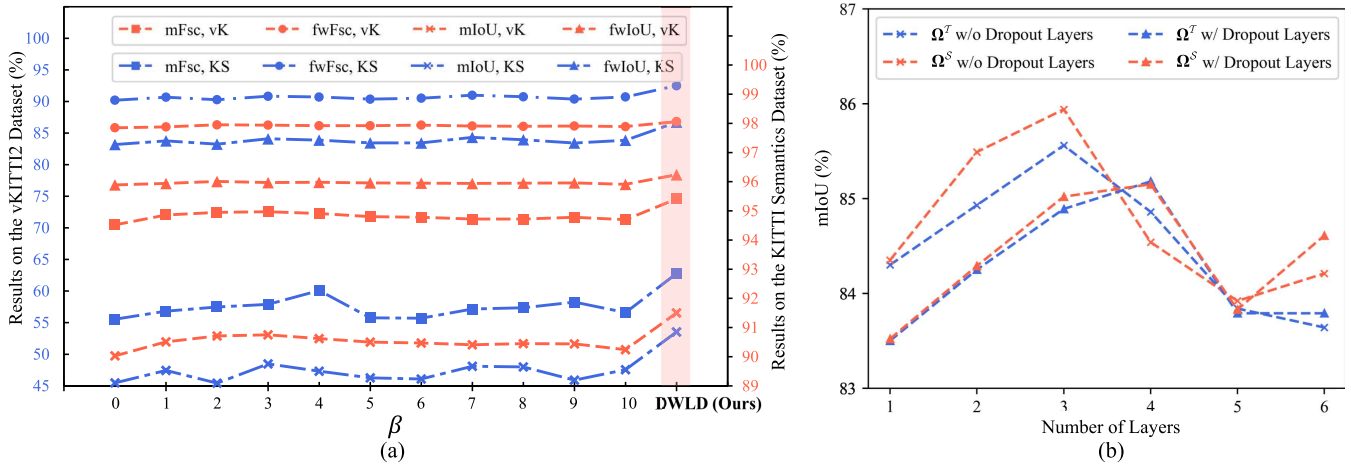 Results on the vKITTI2 Dataset (%)
100
95
90
85
80
75
70
65
60
55
50
45
mFsc, vK
fwFsc, vK
mIoU, vK
fwIoU, vK
mFsc, KS
fwFsc, KS
mIoU, KS
fwIoU, KS
100
99
98
97
96
95
94
93
92
91
90
89
Results on the KITTI Semantics Dataset (%)
0 1 2 3 4 5 6 7 8 9 10 DWLD (Ours)
β
(a)
mIoU (%)
87
86
85
84
83
Ω^T w/o Dropout Layers
Ω^T w/ Dropout Layers
Ω^S w/o Dropout Layers
Ω^S w/ Dropout Layers
1 2 3 4 5 6
Number of Layers
(b)